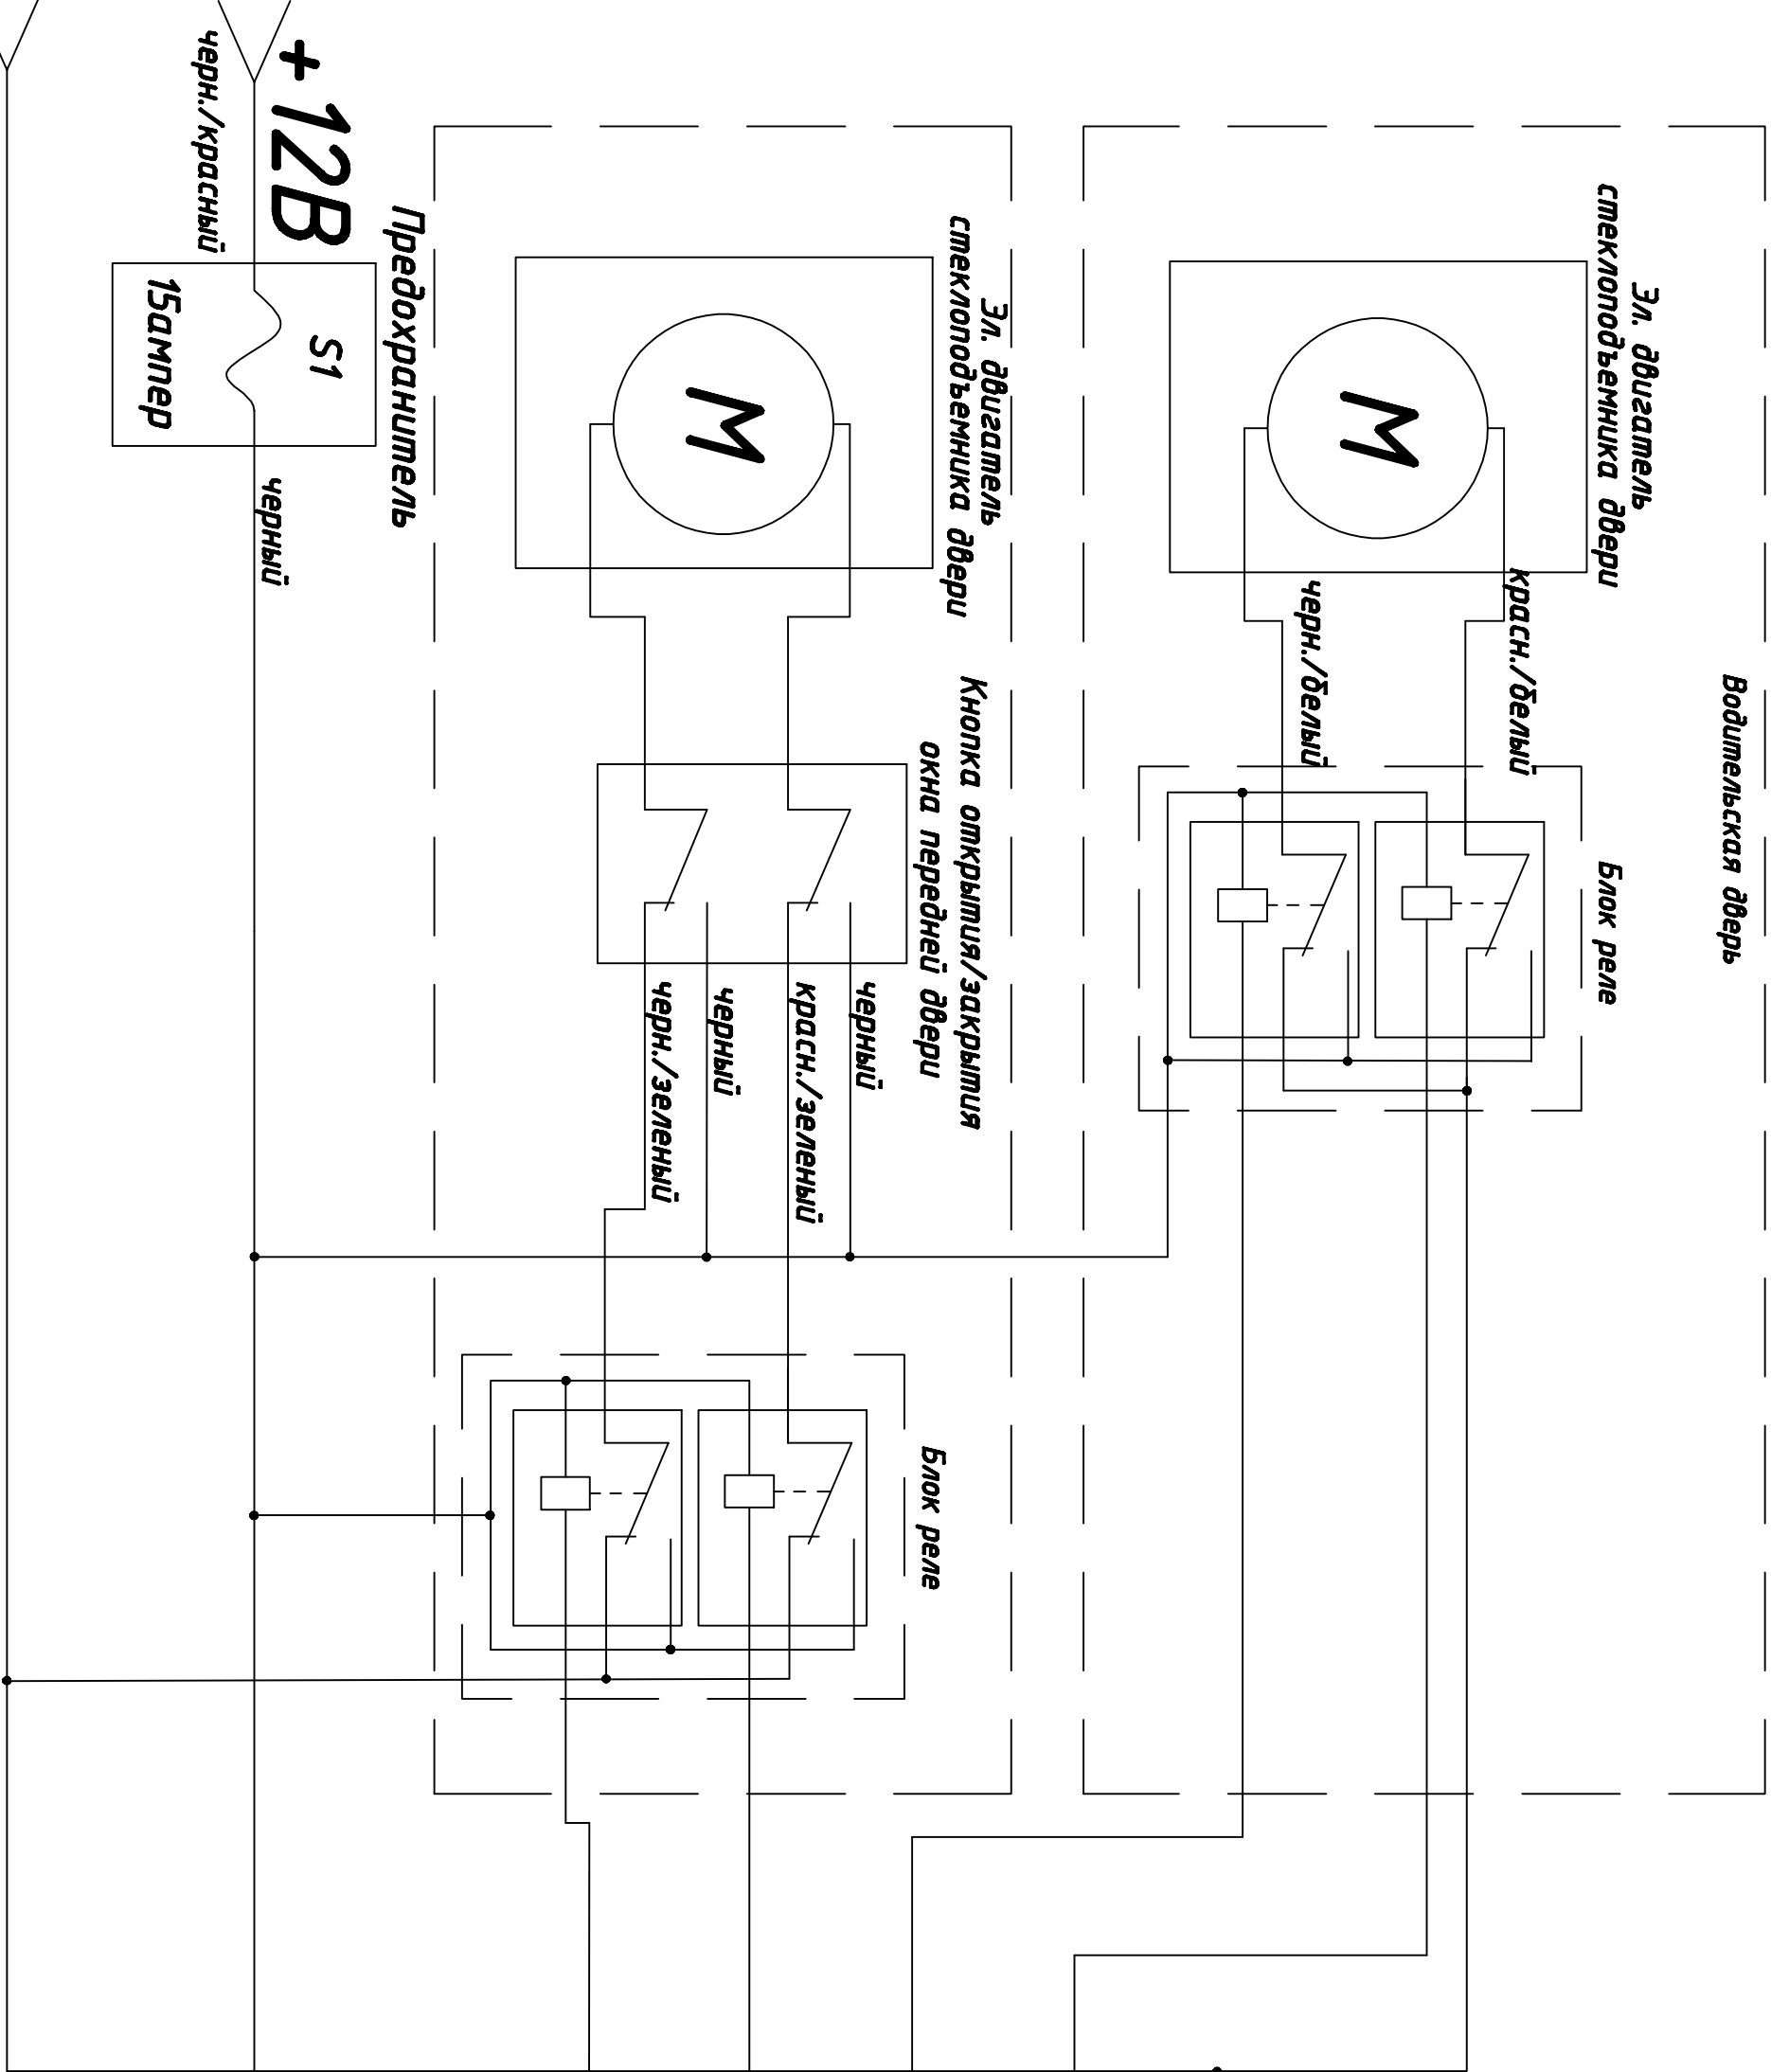 Водительская дверь
Эл. двигатель
стеклоподъемника двери
красн./белый
черн./белый
Блок реле
Эл. двигатель
стеклоподъемника двери
Кнопка открытия/закрытия
окна передней двери
черный
красн./зеленый
черный
черн./зеленый
Блок реле
Предохранитель
+12В
черн./красный
S1
15ампер
черный
M
M